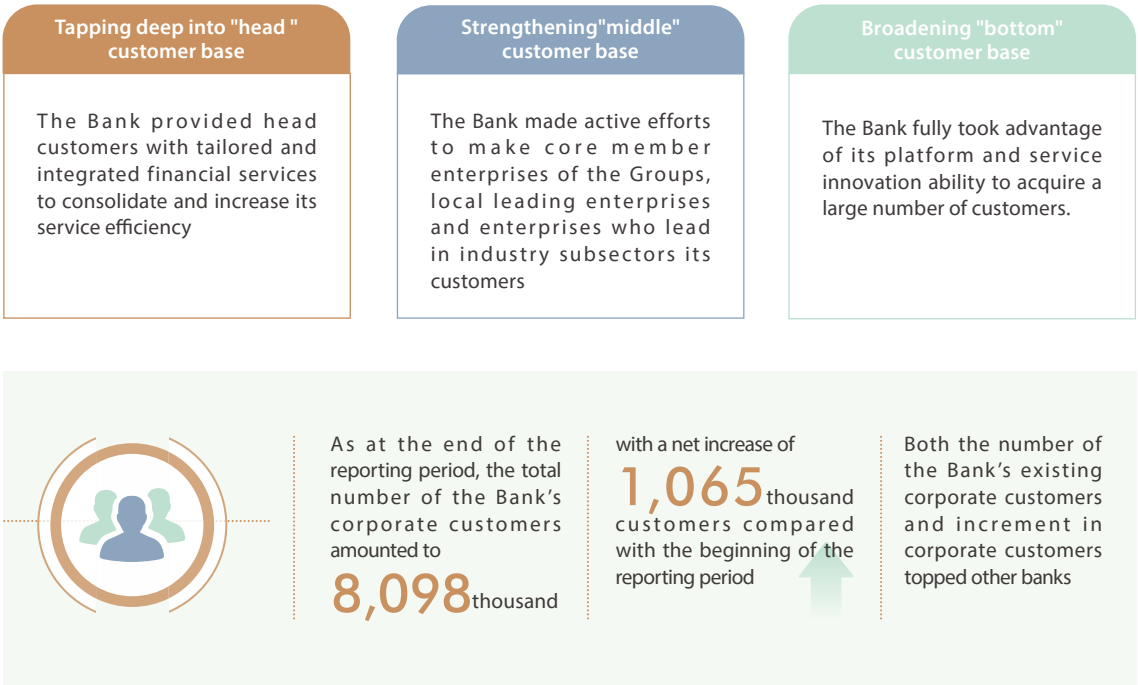 Tapping deep into "head "
customer base
The Bank provided head
customers with tailored and
integrated financial services
to consolidate and increase its
service efficiency
Strengthening"middle"
customer base
The Bank made active efforts
to make core member
enterprises of the Groups,
local leading enterprises
and enterprises who lead
in industry subsectors its
customers
Broadening "bottom"
customer base
The Bank fully took advantage
of its platform and service
innovation ability to acquire a
large number of customers.
As at the end of the
reporting period, the total
number of the Bank’s
corporate customers
amounted to
8,098 thousand
with a net increase of
1,065 thousand
customers compared
with the beginning of the
reporting period
Both the number of
the Bank’s existing
corporate customers
and increment in
corporate customers
topped other banks